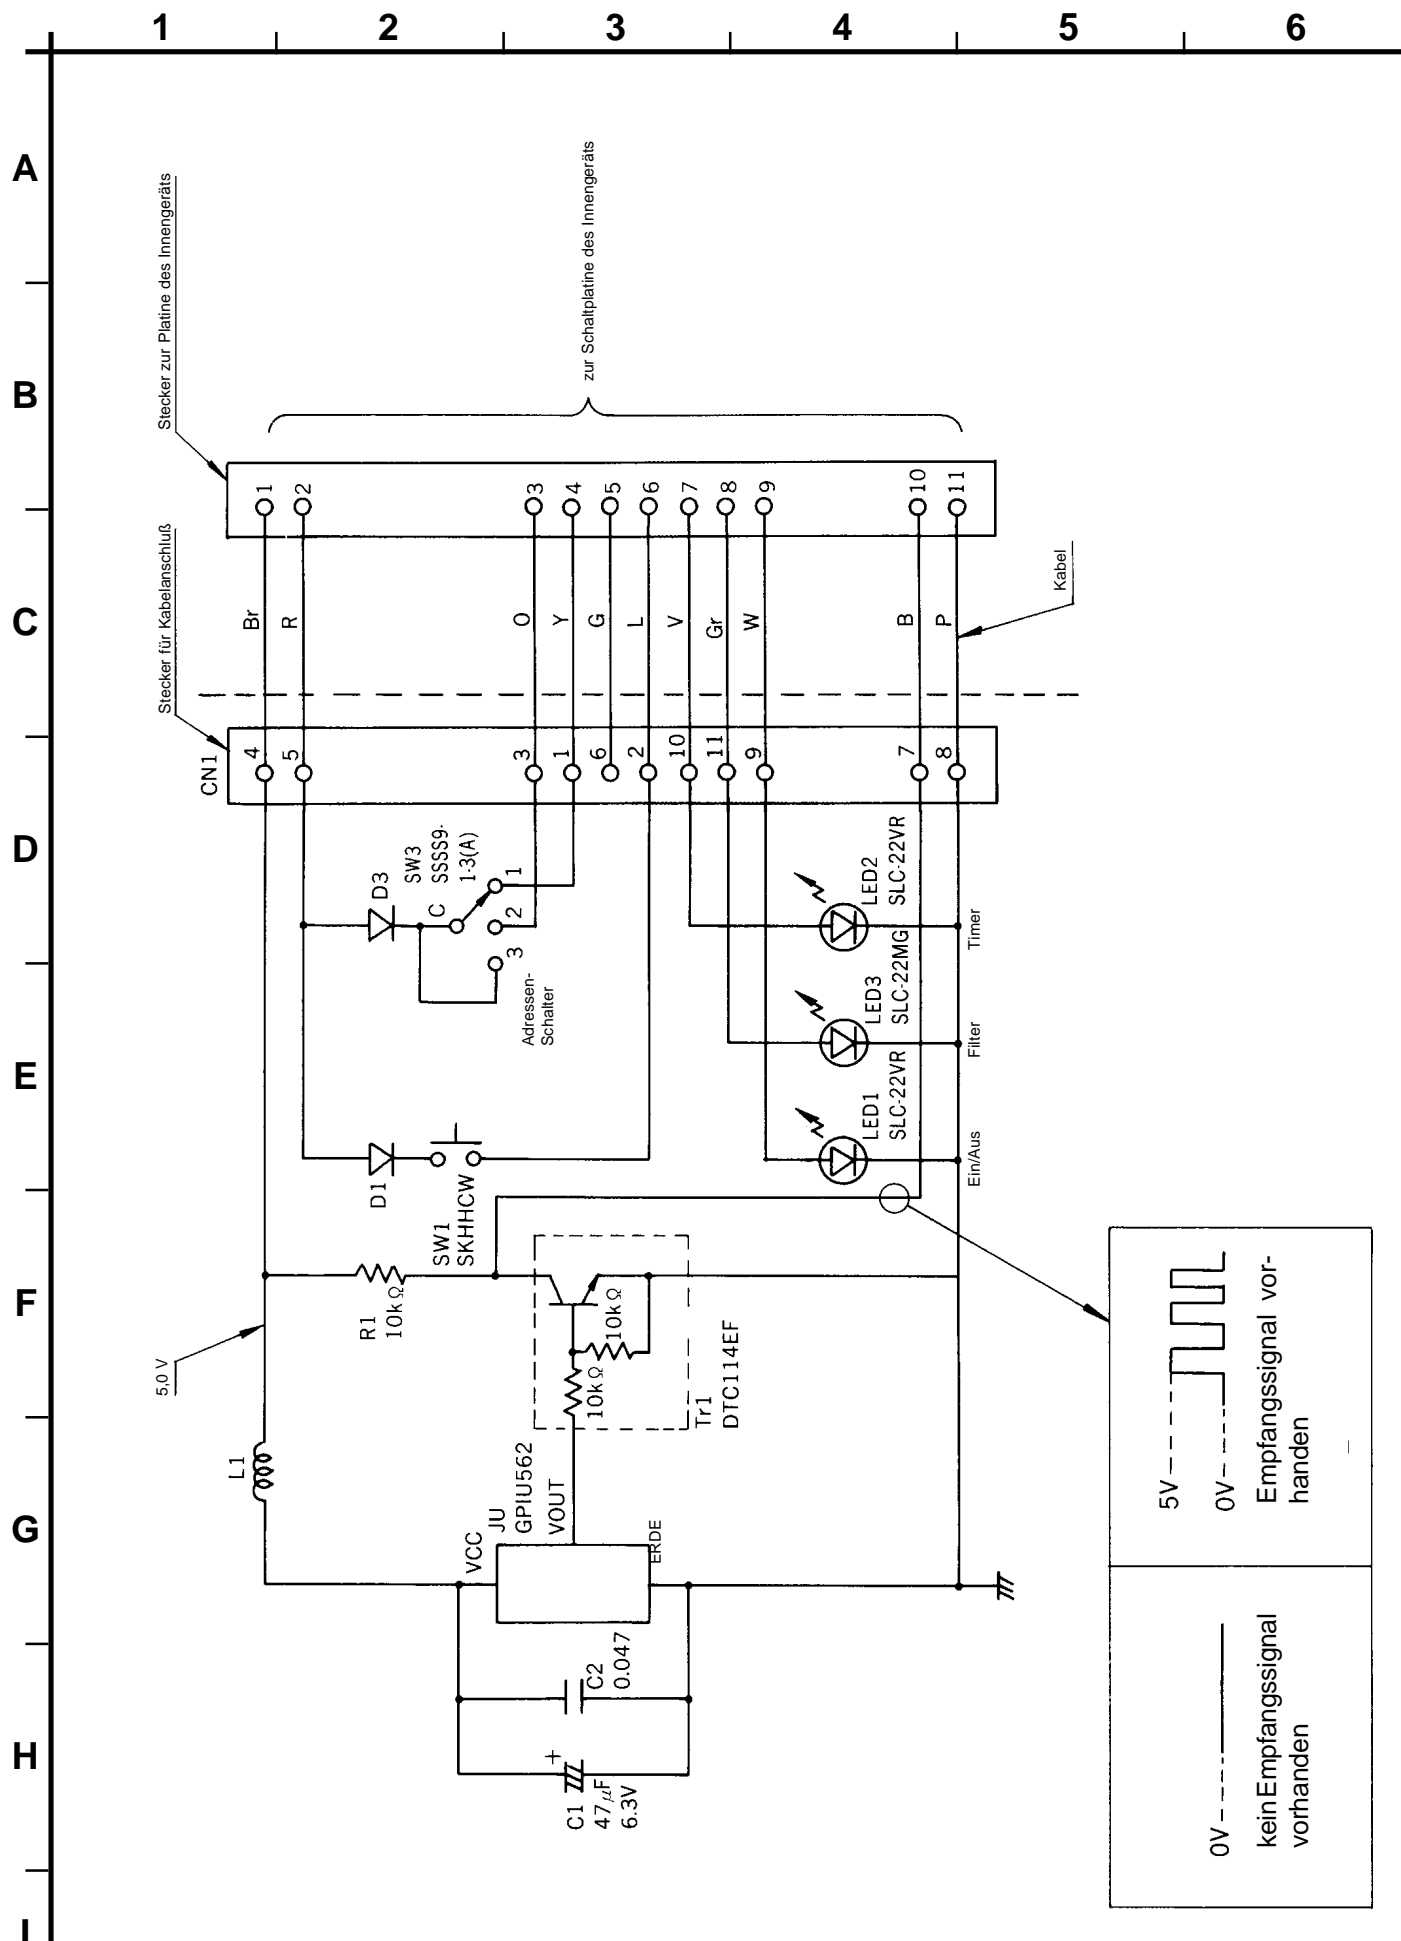 1 2 3 4 5 6
A
B
C
D
E
F
G
H
Stecker zur Platine des Innengeräts
zur Schaltplatine des Innengeräts
1
2
3
4
5
6
7
8
9
10
11
Stecker für Kabelanschluß
Kabel
Br
R
O
Y
G
L
V
Gr
W
B
P
CN1
4
5
3
1
6
2
10
11
9
7
8
D3
SW3
SSSS9-
1-3(A)
C
1
2
3
Adressen-
Schalter
LED2
SLC-22VR
Timer
LED3
SLC-22MG
Filter
LED1
SLC-22VR
Ein/Aus
D1
SW1
SKHHCW
5,0 V
R1
10kΩ
10kΩ
10kΩ
Tr1
DTC114EF
L1
VCC
JU
GPIU562
VOUT
ERDE
C2
0.047
+
C1
47µF
6.3V
5V
0V
Empfangssignal vor-
handen
0V
kein Empfangssignal
vorhanden